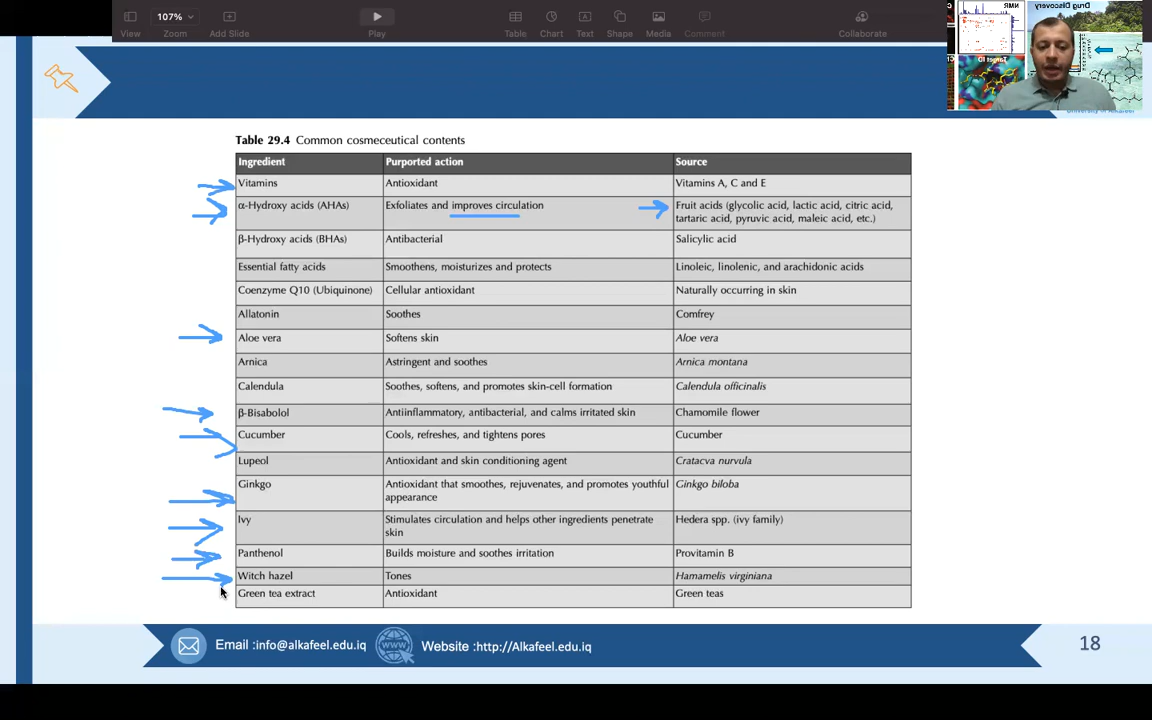 107%
View
Zoom
Add Slide
Play
Table
Chart
Text
Shape
Media
Comment
Collaborate
NMR
Drug Discovery
Target ID
University of Alkafeel
Table 29.4 Common cosmeceutical contents
Ingredient Purported action Source
Vitamins Antioxidant Vitamins A, C and E
α-Hydroxy acids (AHAs) Exfoliates and improves circulation Fruit acids (glycolic acid, lactic acid, citric acid,
tartaric acid, pyruvic acid, maleic acid, etc.)
β-Hydroxy acids (BHAs) Antibacterial Salicylic acid
Essential fatty acids Smoothens, moisturizes and protects Linoleic, linolenic, and arachidonic acids
Coenzyme Q10 (Ubiquinone) Cellular antioxidant Naturally occurring in skin
Allatonin Soothes Comfrey
Aloe vera Softens skin Aloe vera
Arnica Astringent and soothes Arnica montana
Calendula Soothes, softens, and promotes skin-cell formation Calendula officinalis
β-Bisabolol Antiinflammatory, antibacterial, and calms irritated skin Chamomile flower
Cucumber Cools, refreshes, and tightens pores Cucumber
Lupeol Antioxidant and skin conditioning agent Cratacva nurvula
Ginkgo Antioxidant that smoothes, rejuvenates, and promotes youthful Ginkgo biloba
appearance
Ivy Stimulates circulation and helps other ingredients penetrate Hedera spp. (ivy family)
skin
Panthenol Builds moisture and soothes irritation Provitamin B
Witch hazel Tones Hamamelis virginiana
Green tea extract Antioxidant Green teas
Email :info@alkafeel.edu.iq
WWW
Website :http://Alkafeel.edu.iq
18